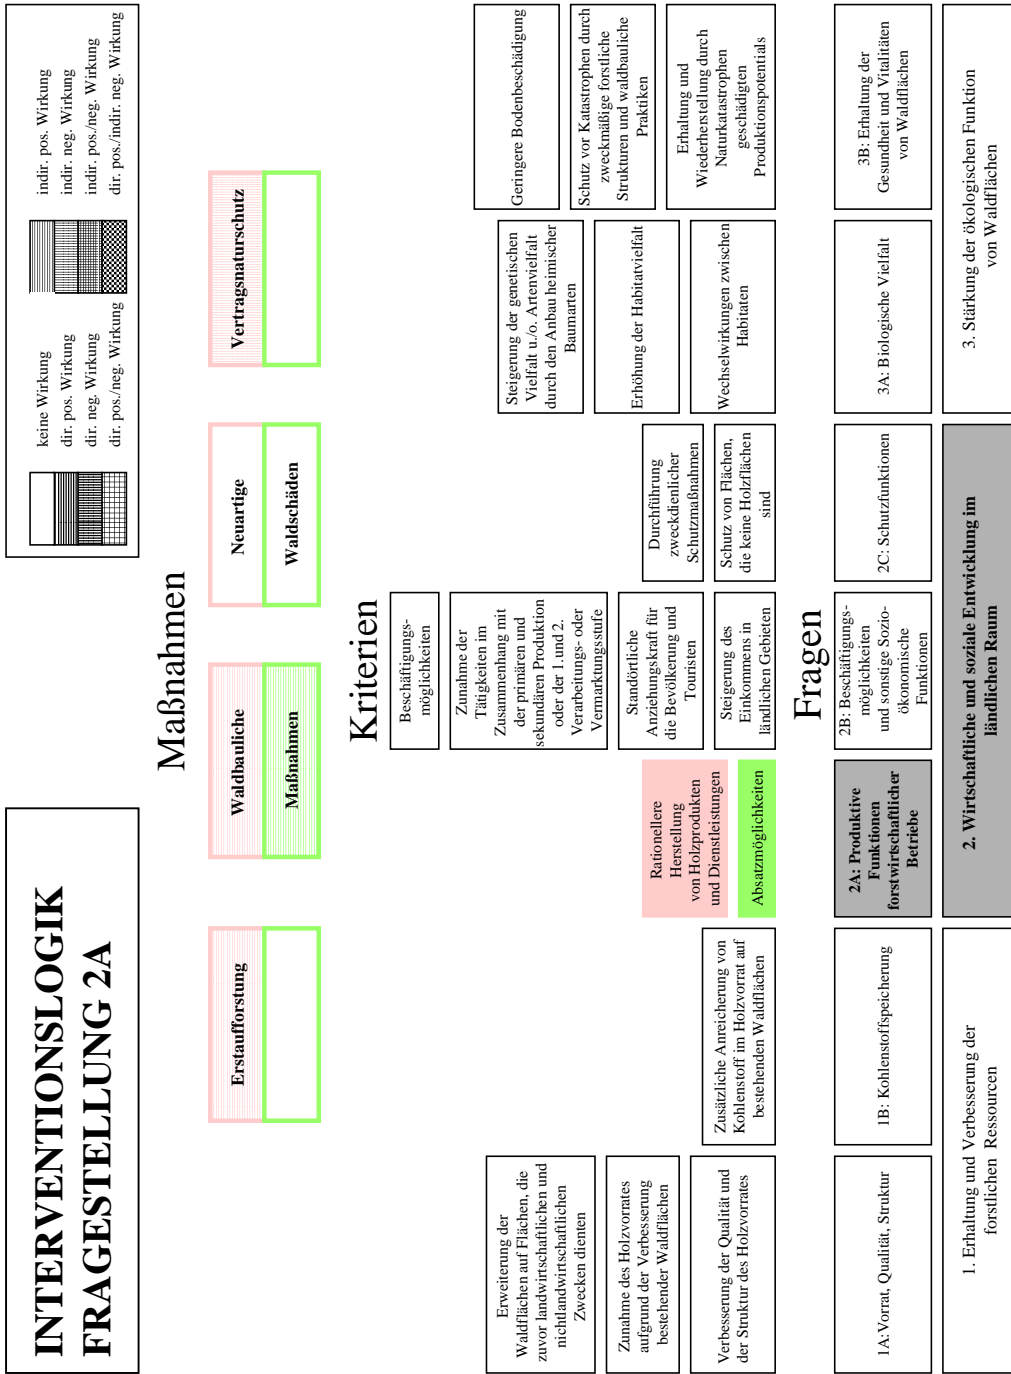 INTERVENTIONSLOGIK
FRAGESTELLUNG 2A
keine Wirkung
dir. pos. Wirkung
dir. neg. Wirkung
dir. pos./neg. Wirkung
indir. pos. Wirkung
indir. neg. Wirkung
indir. pos./neg. Wirkung
dir. pos./indir. neg. Wirkung
Maßnahmen
Erstaufforstung
Waldbauliche
Maßnahmen
Neuartige
Waldschäden
Vertragsnaturschutz
Kriterien
Erweiterung der
Waldflächen auf Flächen, die
zuvor landwirtschaftlichen und
nichtlandwirtschaftlichen
Zwecken dienten
Zunahme des Holzvorrates
aufgrund der Verbesserung
bestehender Waldflächen
Verbesserung der Qualität und
der Struktur des Holzvorrates
Zusätzliche Anreicherung von
Kohlenstoff im Holzvorrat auf
bestehenden Waldflächen
Rationellere
Herstellung
von Holzprodukten
und Dienstleistungen
Absatzmöglichkeiten
Beschäftigungs-
möglichkeiten
Zunahme der
Tätigkeiten im
Zusammenhang mit
der primären und
sekundären Produktion
oder der 1. und 2.
Verarbeitungs- oder
Vermarktungsstufe
Standörtliche
Anziehungskraft für
die Bevölkerung und
Touristen
Steigerung des
Einkommens in
ländlichen Gebieten
Durchführung
zweckdienlicher
Schutzmaßnahmen
Schutz von Flächen,
die keine Holzflächen
sind
Steigerung der genetischen
Vielfalt u./o. Artenvielfalt
durch den Anbau heimischer
Baumarten
Erhöhung der Habitatvielfalt
Wechselwirkungen zwischen
Habitaten
Geringere Bodenbeschädigung
Schutz vor Katastrophen durch
zweckmäßige forstliche
Strukturen und waldbauliche
Praktiken
Erhaltung und
Wiederherstellung durch
Naturkatastrophen
geschädigten
Produktionspotentials
Fragen
1A: Vorrat, Qualität, Struktur
1B: Kohlenstoffspeicherung
2A: Produktive
Funktionen
forstwirtschaftlicher
Betriebe
2B: Beschäftigungs-
möglichkeiten
und sonstige Sozio-
ökonomische
Funktionen
2C: Schutzfunktionen
3A: Biologische Vielfalt
3B: Erhaltung der
Gesundheit und Vitalitäten
von Waldflächen
1. Erhaltung und Verbesserung der
forstlichen Ressourcen
2. Wirtschaftliche und soziale Entwicklung im
ländlichen Raum
3. Stärkung der ökologischen Funktion
von Waldflächen